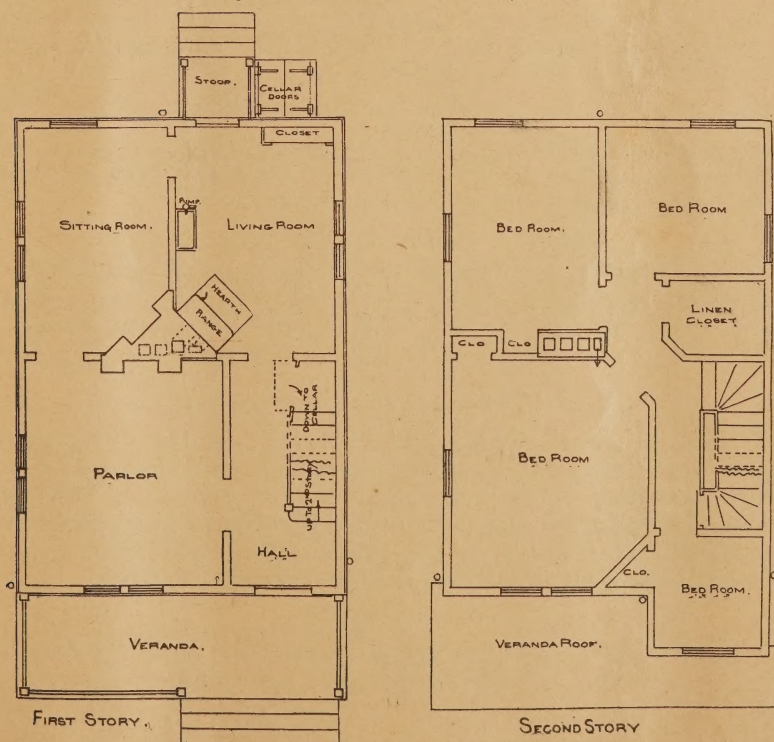 STOOP.
CELLAR
DOORS
CLOSET
PUMP.
SITTING ROOM.
LIVING ROOM
HEARTH
RANGE
DOWN TO
CELLAR
UP TO 2ND STORY
PARLOR
HALL
VERANDA.
FIRST STORY.
BED ROOM.
BED ROOM
LINEN
CLOSET
CLO
CLO
BED ROOM
CLO.
BED ROOM.
VERANDA ROOF.
SECOND STORY